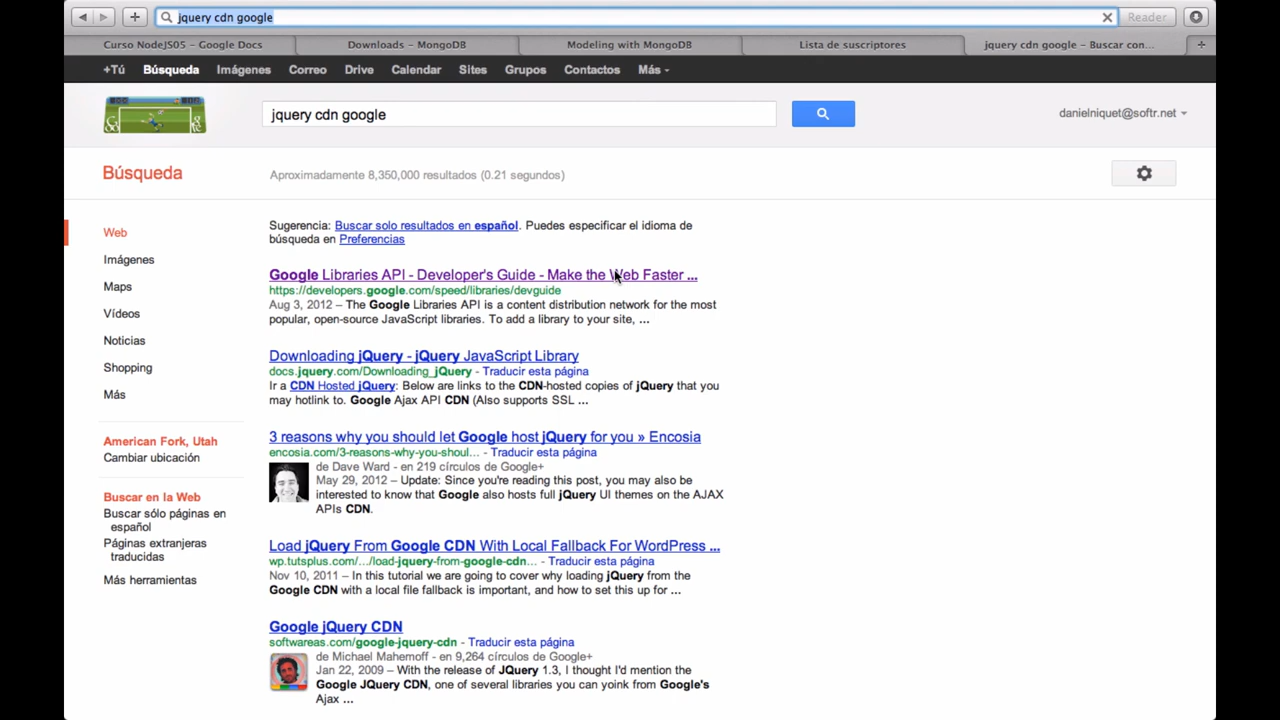 jquery cdn google
Reader
Curso NodeJS05 – Google Docs
Downloads – MongoDB
Modeling with MongoDB
Lista de suscriptores
jquery cdn google – Buscar con...
+Tú Búsqueda Imágenes Correo Drive Calendar Sites Grupos Contactos Más
jquery cdn google
danielniquet@softr.net
Búsqueda
Aproximadamente 8,350,000 resultados (0.21 segundos)
Web
Imágenes
Maps
Vídeos
Noticias
Shopping
Más
American Fork, Utah
Cambiar ubicación
Buscar en la Web
Buscar sólo páginas en
español
Páginas extranjeras
traducidas
Más herramientas
Sugerencia: Buscar solo resultados en español. Puedes especificar el idioma de
búsqueda en Preferencias
Google Libraries API - Developer's Guide - Make the Web Faster ...
https://developers.google.com/speed/libraries/devguide
Aug 3, 2012 – The Google Libraries API is a content distribution network for the most
popular, open-source JavaScript libraries. To add a library to your site, ...
Downloading jQuery - jQuery JavaScript Library
docs.jquery.com/Downloading_jQuery - Traducir esta página
Ir a CDN Hosted jQuery: Below are links to the CDN-hosted copies of jQuery that you
may hotlink to. Google Ajax API CDN (Also supports SSL ...
3 reasons why you should let Google host jQuery for you » Encosia
encosia.com/3-reasons-why-you-shoul... - Traducir esta página
de Dave Ward - en 219 círculos de Google+
May 29, 2012 – Update: Since you're reading this post, you may also be
interested to know that Google also hosts full jQuery UI themes on the AJAX
APIs CDN.
Load jQuery From Google CDN With Local Fallback For WordPress ...
wp.tutsplus.com/.../load-jquery-from-google-cdn... - Traducir esta página
Nov 10, 2011 – In this tutorial we are going to cover why loading jQuery from the
Google CDN with a local file fallback is important, and how to set this up for ...
Google jQuery CDN
softwareas.com/google-jquery-cdn - Traducir esta página
de Michael Mahemoff - en 9,264 círculos de Google+
Jan 22, 2009 – With the release of JQuery 1.3, I thought I'd mention the
Google JQuery CDN, one of several libraries you can yoink from Google's
Ajax ...